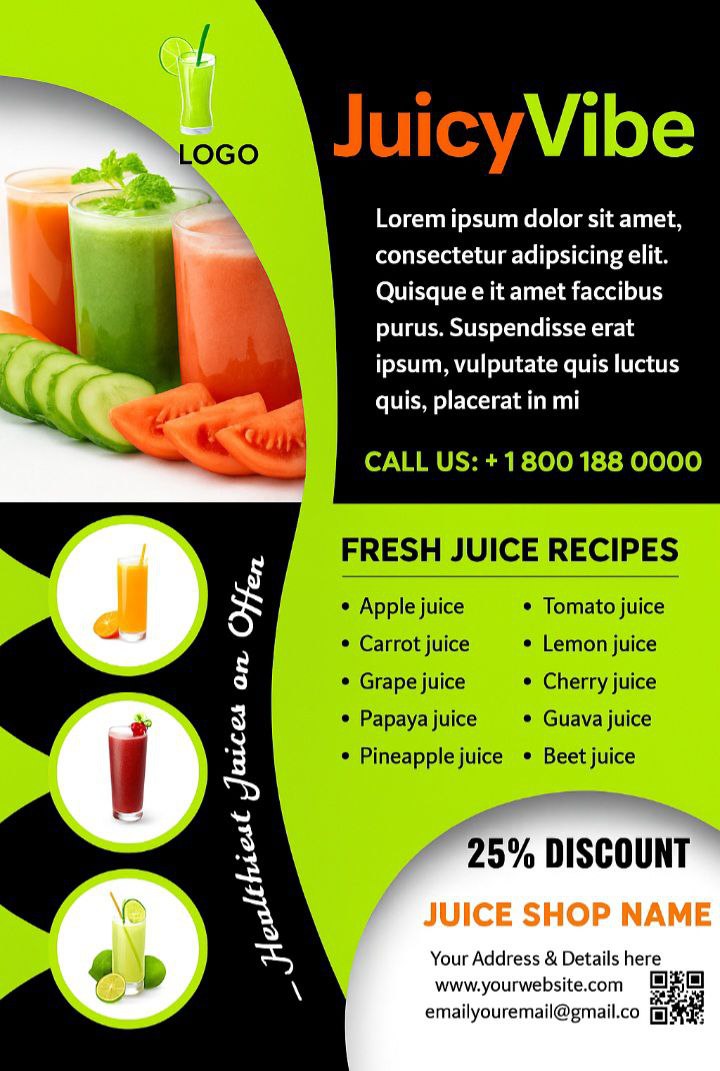 LOGO
JuicyVibe
Lorem ipsum dolor sit amet,
consectetur adipsicing elit.
Quisque e it amet faccibus
purus. Suspendisse erat
ipsum, vulputate quis luctus
quis, placerat in mi
CALL US: + 1 800 188 0000
Healthiest Juices on Offen
FRESH JUICE RECIPES
• Apple juice
• Carrot juice
• Grape juice
• Papaya juice
• Pineapple juice
• Tomato juice
• Lemon juice
• Cherry juice
• Guava juice
• Beet juice
25% DISCOUNT
JUICE SHOP NAME
Your Address & Details here
www.yourwebsite.com
emailyouremail@gmail.co